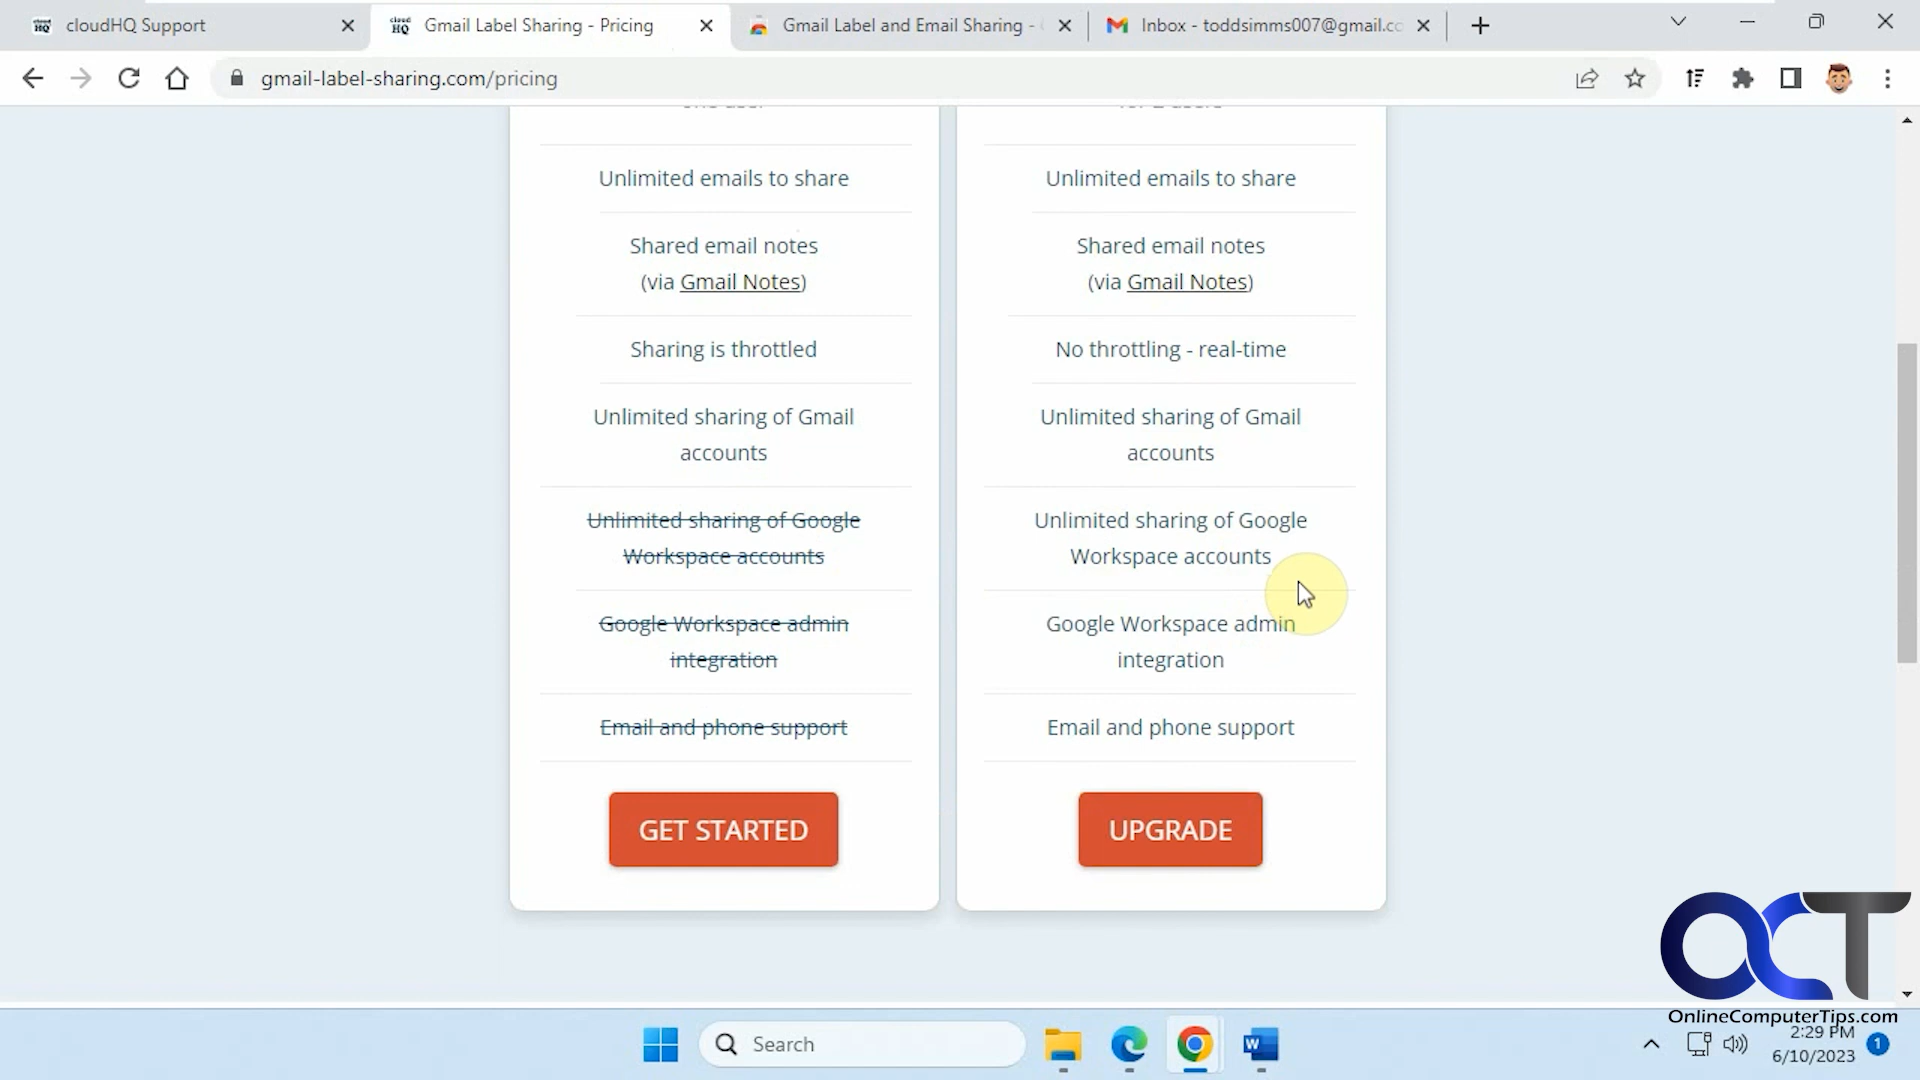 cloudHQ Support
Gmail Label Sharing - Pricing
Gmail Label and Email Sharing -
Inbox - toddsimms007@gmail.co
gmail-label-sharing.com/pricing
Unlimited emails to share
Shared email notes
(via Gmail Notes)
Sharing is throttled
Unlimited sharing of Gmail
accounts
Unlimited sharing of Google
Workspace accounts
Google Workspace admin
integration
Email and phone support
GET STARTED
Unlimited emails to share
Shared email notes
(via Gmail Notes)
No throttling - real-time
Unlimited sharing of Gmail
accounts
Unlimited sharing of Google
Workspace accounts
Google Workspace admin
integration
Email and phone support
UPGRADE
OCT
OnlineComputerTips.com
Search
2:29 PM
6/10/2023
1